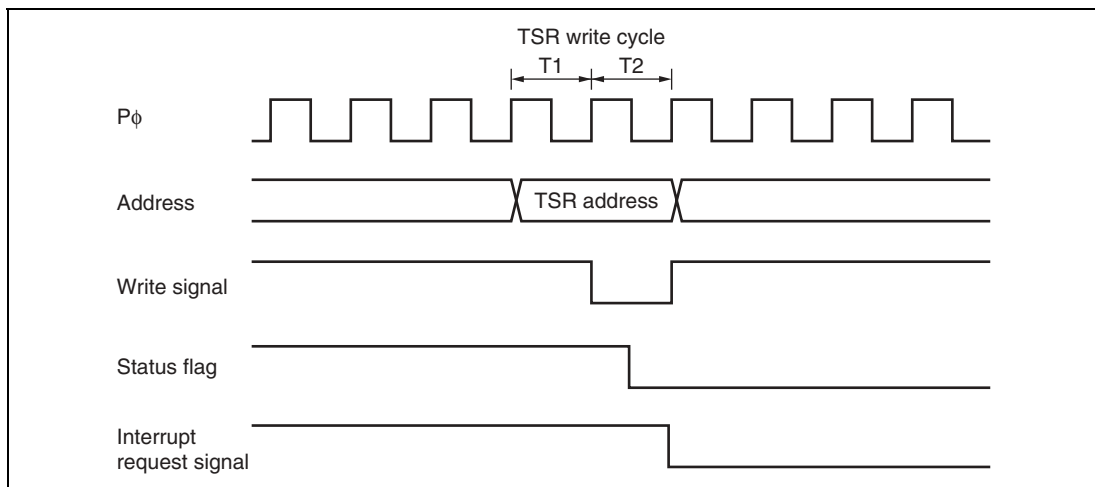 TSR write cycle
T1 T2
Pϕ
Address
TSR address
Write signal
Status flag
Interrupt
request signal